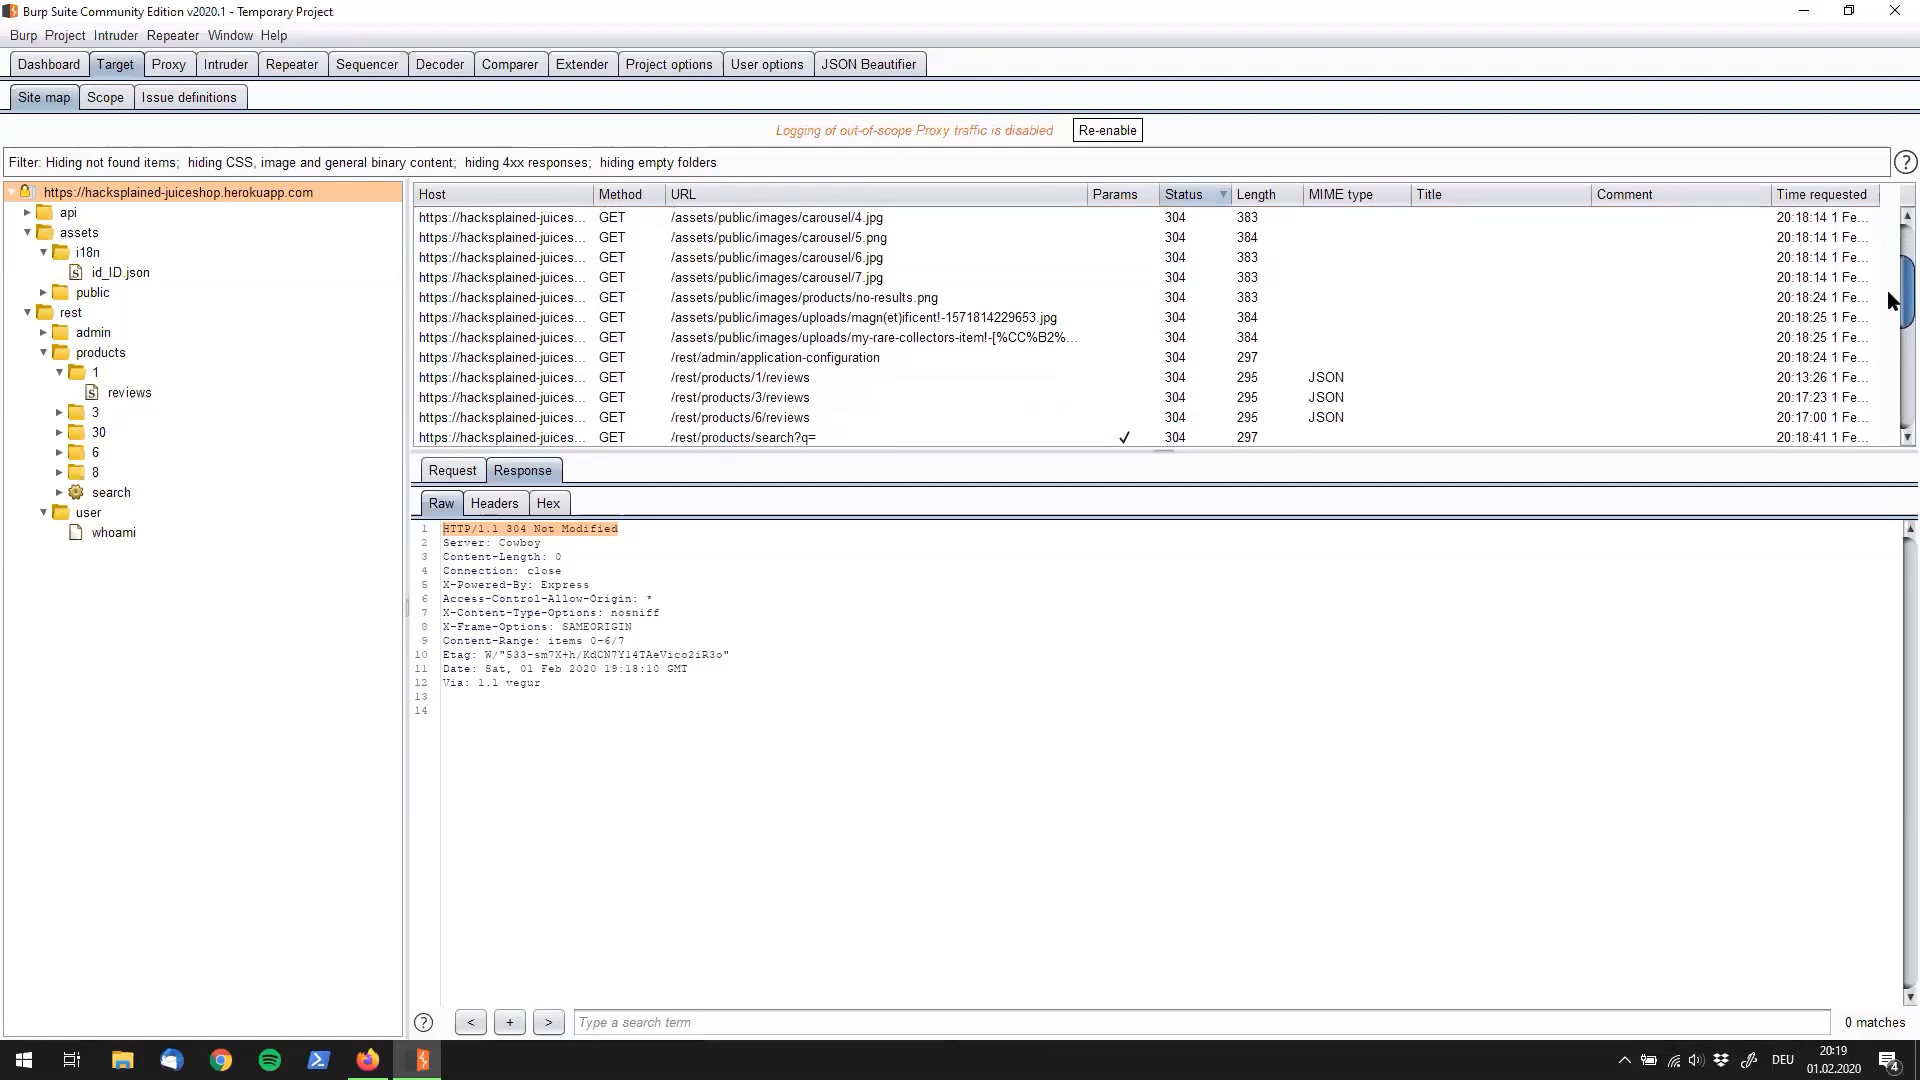 Burp Suite Community Edition v2020.1 - Temporary Project
Burp Project Intruder Repeater Window Help
Dashboard Target Proxy Intruder Repeater Sequencer Decoder Comparer Extender Project options User options JSON Beautifier
Site map Scope Issue definitions
Logging of out-of-scope Proxy traffic is disabled Re-enable
Filter: Hiding not found items; hiding CSS, image and general binary content; hiding 4xx responses; hiding empty folders ?
https://hacksplained-juiceshop.herokuapp.com
api
assets
i18n
id_ID.json
public
rest
admin
products
1
reviews
3
30
6
8
search
user
whoami
Host Method URL Params Status Length MIME type Title Comment Time requested
https://hacksplained-juices... GET /assets/public/images/carousel/4.jpg 304 383 20:18:14 1 Fe...
https://hacksplained-juices... GET /assets/public/images/carousel/5.png 304 384 20:18:14 1 Fe...
https://hacksplained-juices... GET /assets/public/images/carousel/6.jpg 304 383 20:18:14 1 Fe...
https://hacksplained-juices... GET /assets/public/images/carousel/7.jpg 304 383 20:18:14 1 Fe...
https://hacksplained-juices... GET /assets/public/images/products/no-results.png 304 383 20:18:24 1 Fe...
https://hacksplained-juices... GET /assets/public/images/uploads/magn(et)ificent!-1571814229653.jpg 304 384 20:18:25 1 Fe...
https://hacksplained-juices... GET /assets/public/images/uploads/my-rare-collectors-item!-[%CC%B2%... 304 384 20:18:25 1 Fe...
https://hacksplained-juices... GET /rest/admin/application-configuration 304 297 20:18:24 1 Fe...
https://hacksplained-juices... GET /rest/products/1/reviews 304 295 JSON 20:13:26 1 Fe...
https://hacksplained-juices... GET /rest/products/3/reviews 304 295 JSON 20:17:23 1 Fe...
https://hacksplained-juices... GET /rest/products/6/reviews 304 295 JSON 20:17:00 1 Fe...
https://hacksplained-juices... GET /rest/products/search?q= ✓ 304 297 20:18:41 1 Fe...
Request Response
Raw Headers Hex
1 HTTP/1.1 304 Not Modified
2 Server: Cowboy
3 Content-Length: 0
4 Connection: close
5 X-Powered-By: Express
6 Access-Control-Allow-Origin: *
7 X-Content-Type-Options: nosniff
8 X-Frame-Options: SAMEORIGIN
9 Content-Range: items 0-6/7
10 Etag: W/"533-sm7X+h/KdCN7Y14TAeVico2iR3o"
11 Date: Sat, 01 Feb 2020 19:18:10 GMT
12 Via: 1.1 vegur
13
14
? < + > Type a search term 0 matches
DEU 20:19
01.02.2020 4